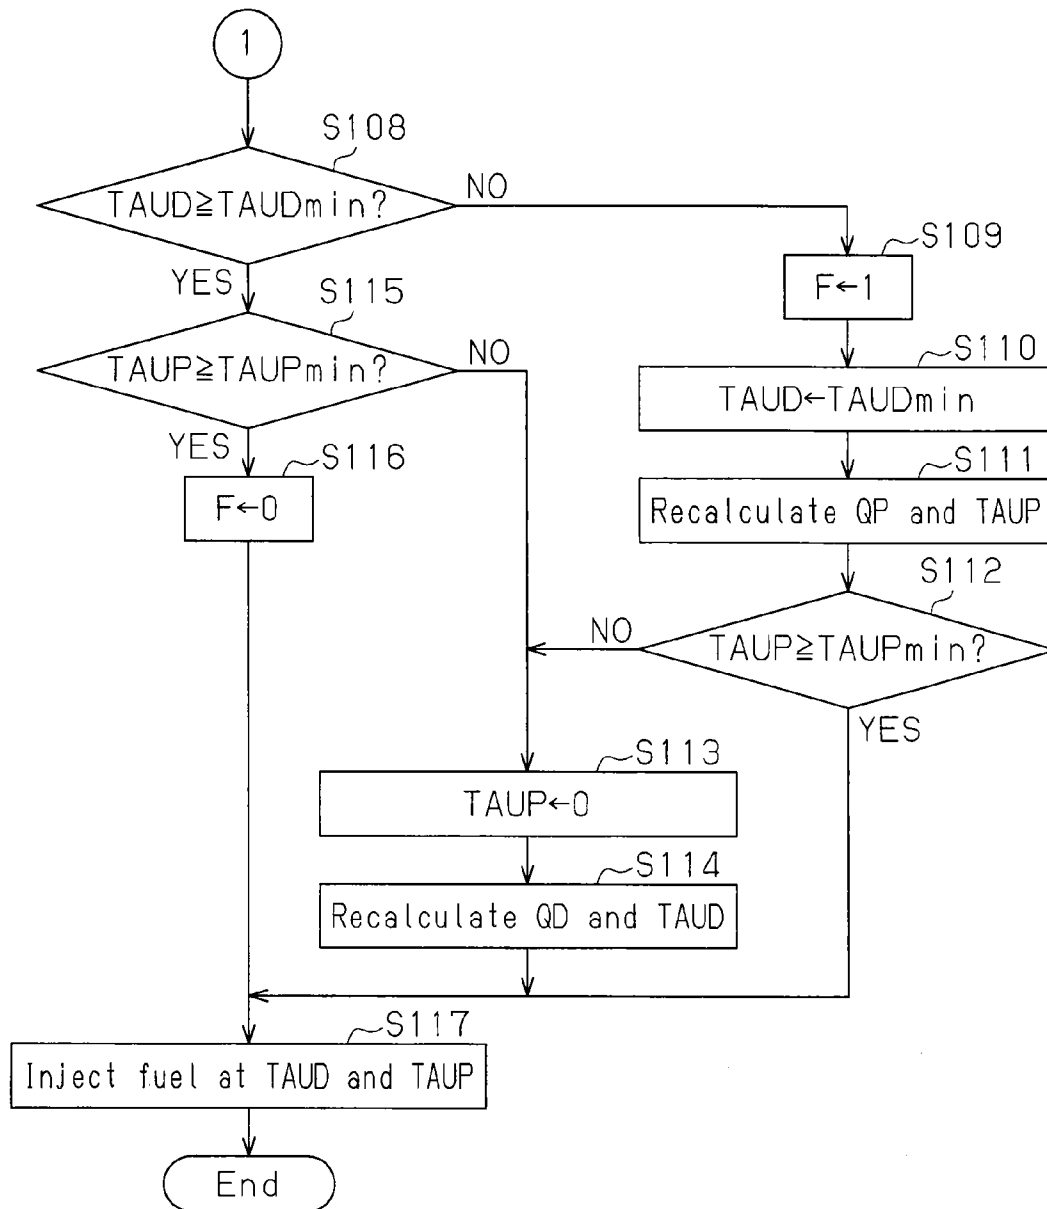 1
S108
TAUD≧TAUDmin?
NO
S109
F←1
YES
S115
TAUP≧TAUPmin?
NO
S110
TAUD←TAUDmin
YES
S116
F←0
S111
Recalculate QP and TAUP
S112
TAUP≧TAUPmin?
NO
YES
S113
TAUP←0
S114
Recalculate QD and TAUD
S117
Inject fuel at TAUD and TAUP
End